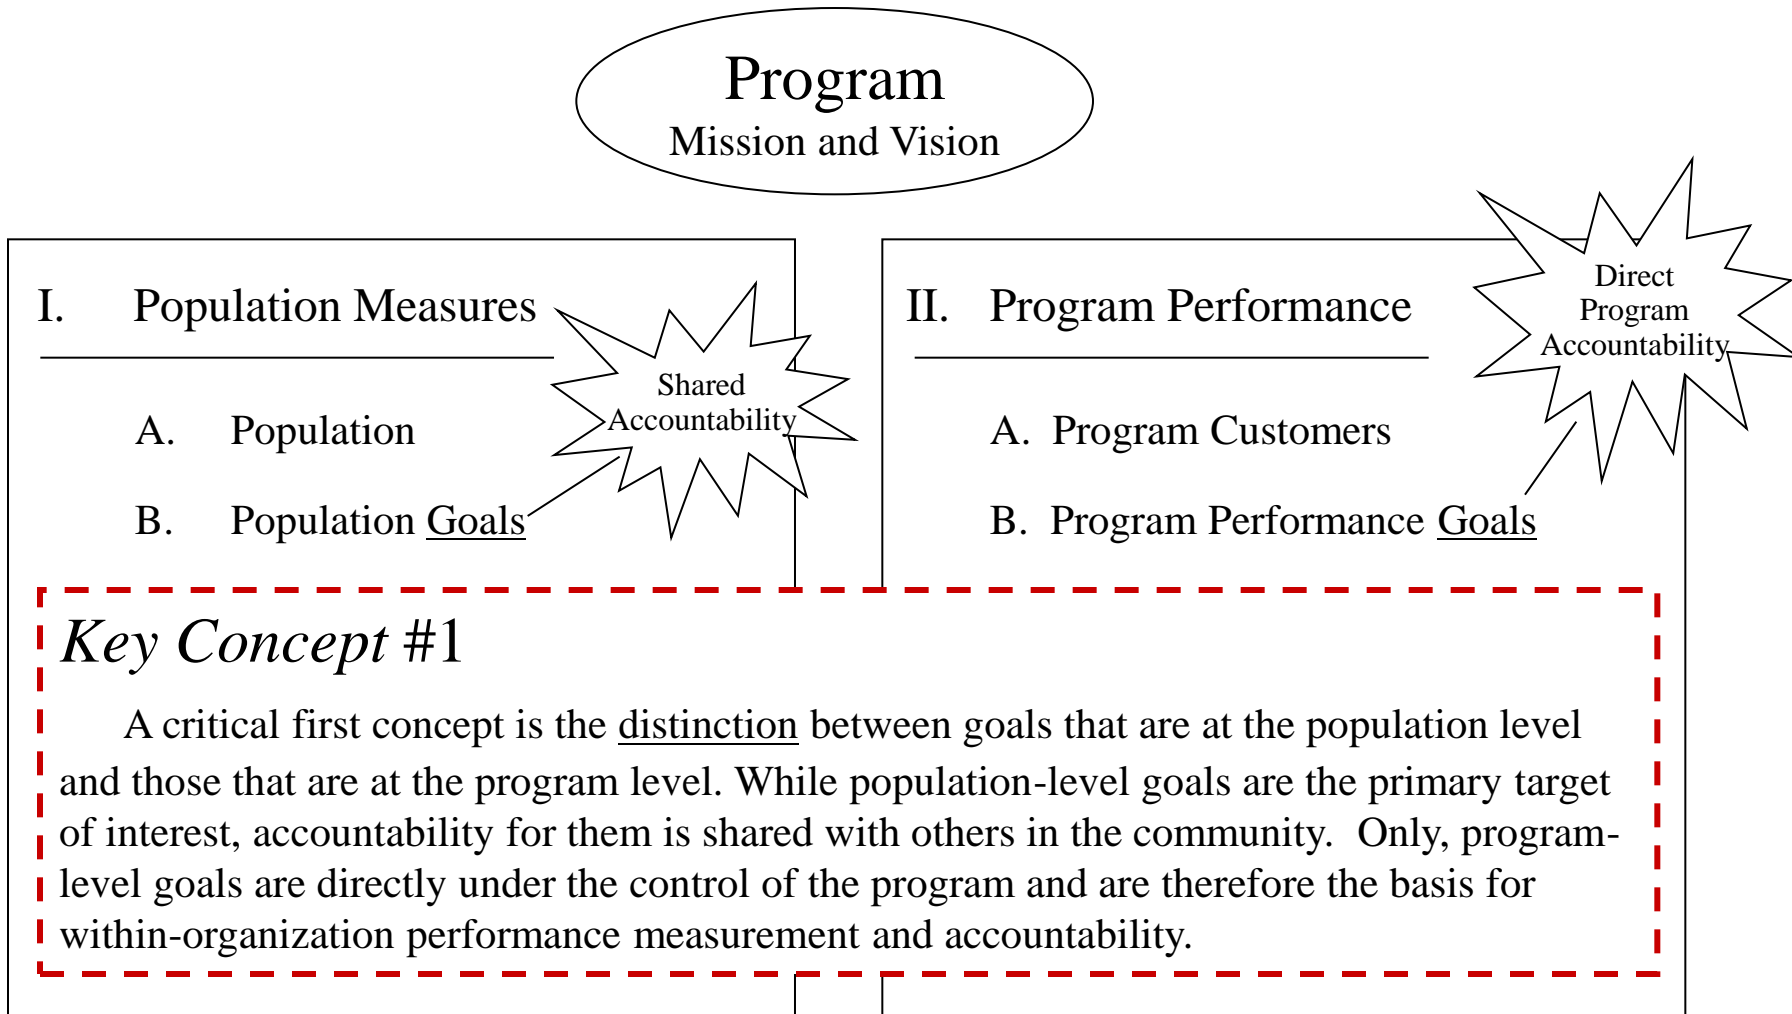 Program
Mission and Vision
I. Population Measures
Shared
Accountability
A. Population
B. Population Goals
II. Program Performance
Direct
Program
Accountability
A. Program Customers
B. Program Performance Goals
Key Concept #1
A critical first concept is the distinction between goals that are at the population level
and those that are at the program level. While population-level goals are the primary target
of interest, accountability for them is shared with others in the community.  Only, program-
level goals are directly under the control of the program and are therefore the basis for
within-organization performance measurement and accountability.